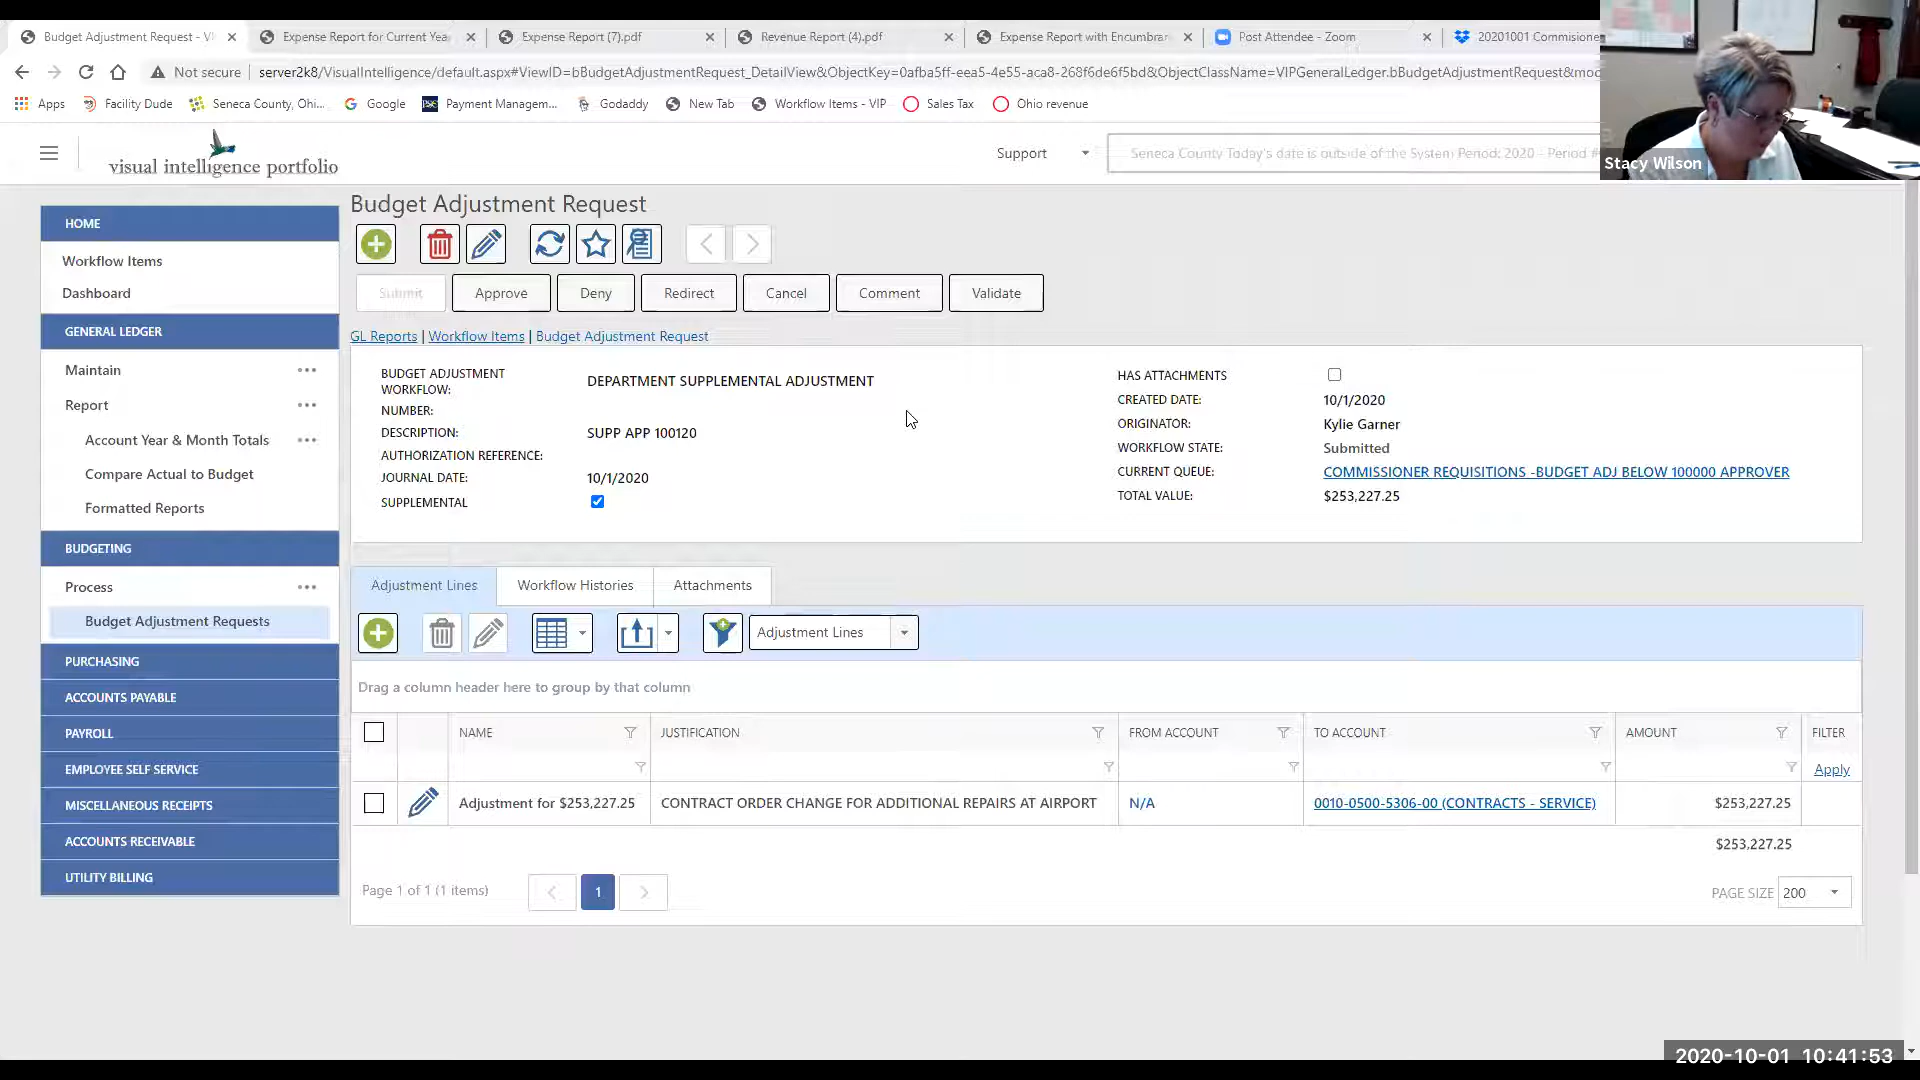 Budget Adjustment Request - VI
Expense Report for Current Yea
Expense Report (7).pdf
Revenue Report (4).pdf
Expense Report with Encumbran
Post Attendee - Zoom
20201001 Commisione
Not secure
server2k8/VisualIntelligence/default.aspx#ViewID=bBudgetAdjustmentRequest_DetailView&ObjectKey=0afba5ff-eea5-4e55-aca8-268f6de6f5bd&ObjectClassName=VIPGeneralLedger.bBudgetAdjustmentRequest&mod
Apps
Facility Dude
Seneca County, Ohi...
Google
Payment Managem...
Godaddy
New Tab
Workflow Items - VIP
Sales Tax
Ohio revenue
Stacy Wilson
visual intelligence portfolio
Support
Seneca County Today's date is outside of the System Period: 2020 - Period #
HOME
Workflow Items
Dashboard
GENERAL LEDGER
Maintain
Report
Account Year & Month Totals
Compare Actual to Budget
Formatted Reports
BUDGETING
Process
Budget Adjustment Requests
PURCHASING
ACCOUNTS PAYABLE
PAYROLL
EMPLOYEE SELF SERVICE
MISCELLANEOUS RECEIPTS
ACCOUNTS RECEIVABLE
UTILITY BILLING
Budget Adjustment Request
Submit
Approve
Deny
Redirect
Cancel
Comment
Validate
GL Reports | Workflow Items | Budget Adjustment Request
BUDGET ADJUSTMENT
WORKFLOW:
DEPARTMENT SUPPLEMENTAL ADJUSTMENT
NUMBER:
DESCRIPTION:
SUPP APP 100120
AUTHORIZATION REFERENCE:
JOURNAL DATE:
10/1/2020
SUPPLEMENTAL
HAS ATTACHMENTS
CREATED DATE:
10/1/2020
ORIGINATOR:
Kylie Garner
WORKFLOW STATE:
Submitted
CURRENT QUEUE:
COMMISSIONER REQUISITIONS -BUDGET ADJ BELOW 100000 APPROVER
TOTAL VALUE:
$253,227.25
Adjustment Lines
Workflow Histories
Attachments
Adjustment Lines
Drag a column header here to group by that column
NAME
JUSTIFICATION
FROM ACCOUNT
TO ACCOUNT
AMOUNT
FILTER
Apply
Adjustment for $253,227.25
CONTRACT ORDER CHANGE FOR ADDITIONAL REPAIRS AT AIRPORT
N/A
0010-0500-5306-00 (CONTRACTS - SERVICE)
$253,227.25
$253,227.25
Page 1 of 1 (1 items)
1
PAGE SIZE
200
2020-10-01 10:41:53